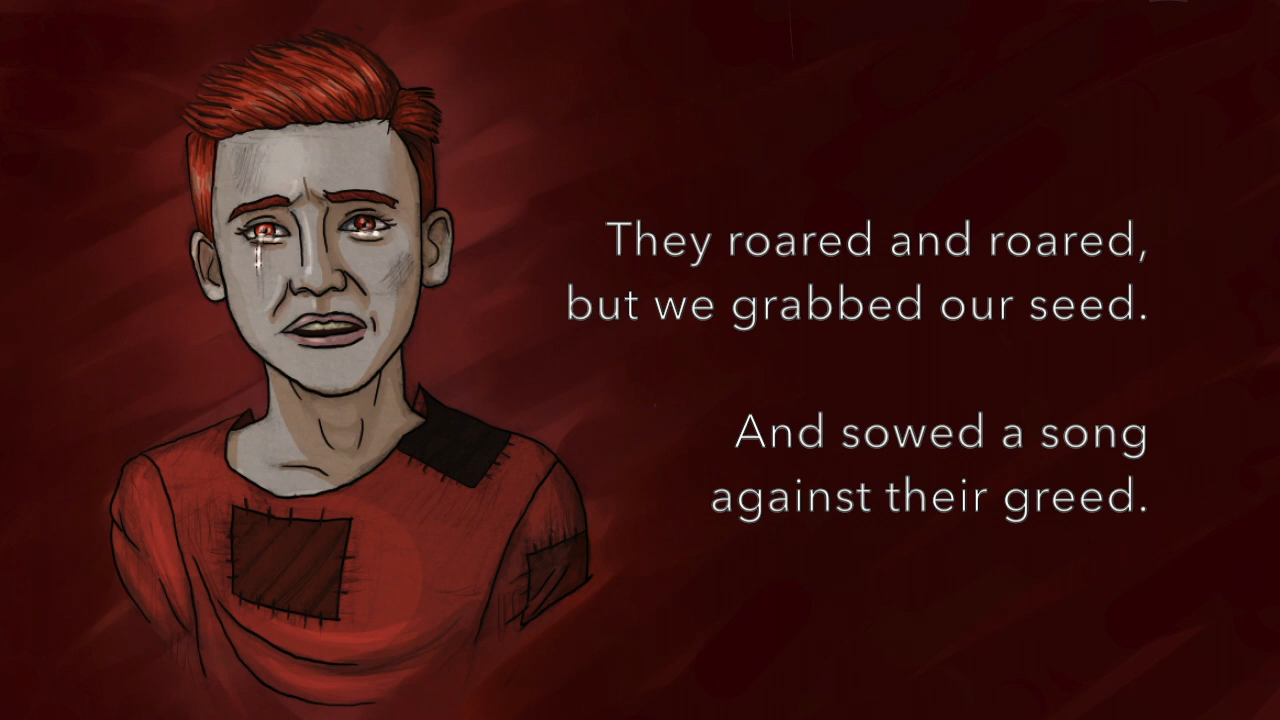 They roared and roared,
but we grabbed our seed.
And sowed a song
against their greed.